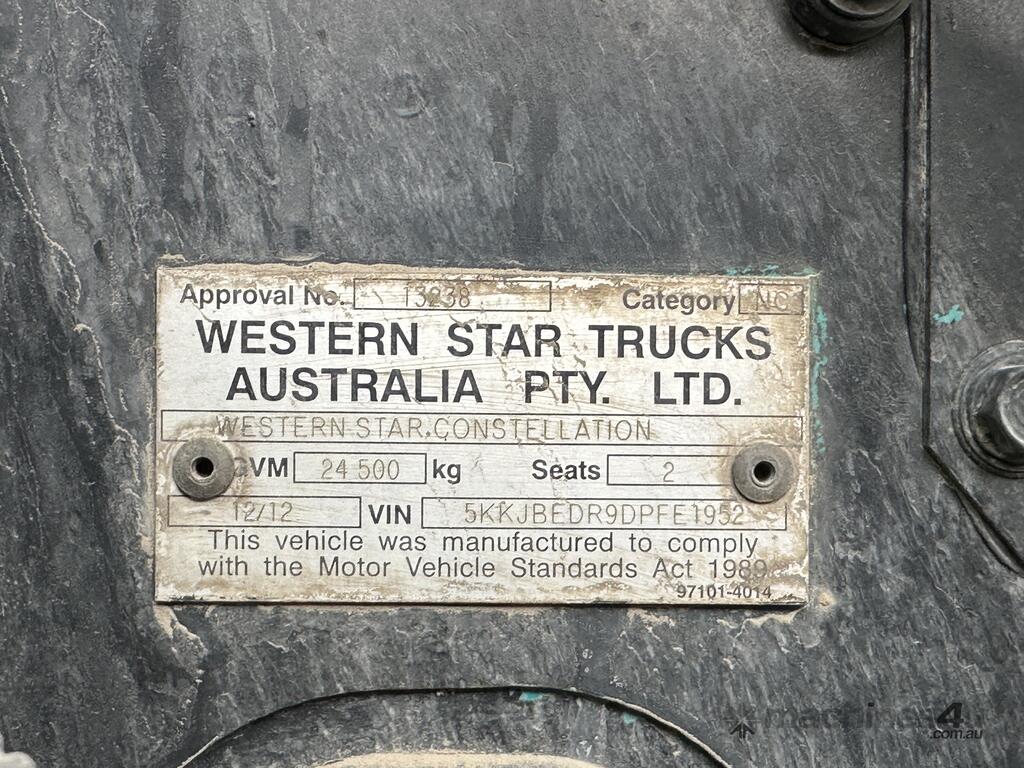 Approval No. 13238 Category NC
WESTERN STAR TRUCKS
AUSTRALIA PTY. LTD.
WESTERN STAR CONSTELLATION
GVM 24 500 kg Seats 2
12/12 VIN 5KKJBEDR9DPFE1952
This vehicle was manufactured to comply
with the Motor Vehicle Standards Act 1989
97101-4014
machines4
.com.au